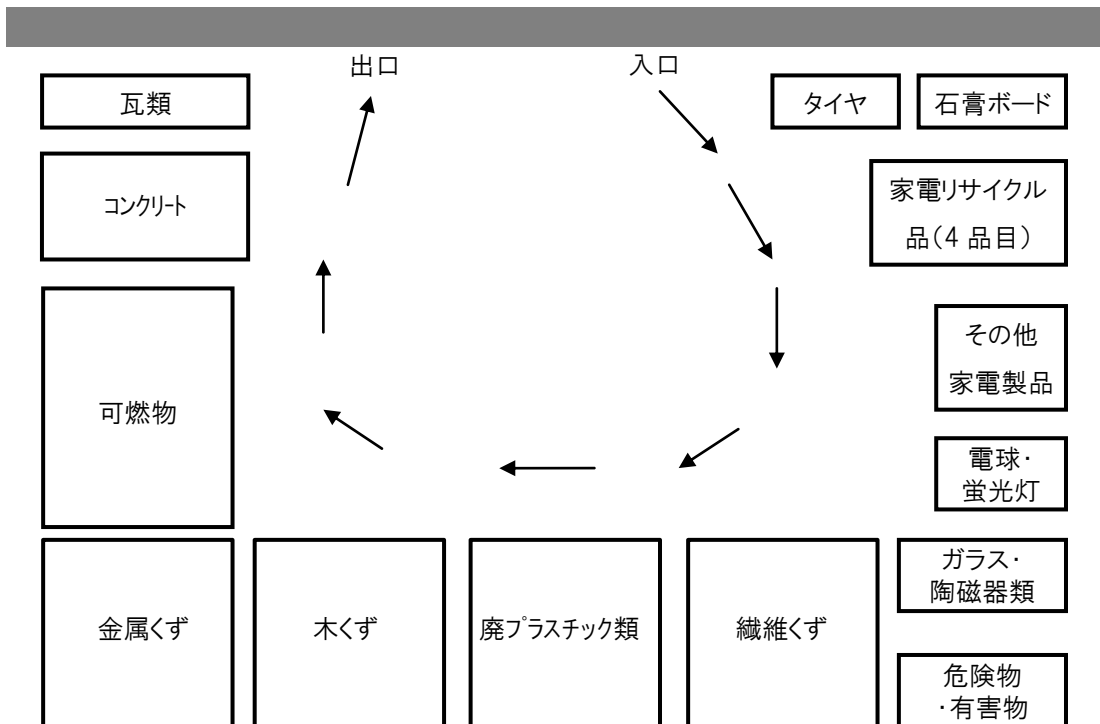 出口
入口
瓦類
タイヤ
石膏ボード
コンクリート
家電リサイクル
品(4品目)
その他
家電製品
可燃物
電球・
蛍光灯
ガラス・
陶磁器類
金属くず
木くず
廃プラスチック類
繊維くず
危険物
・有害物